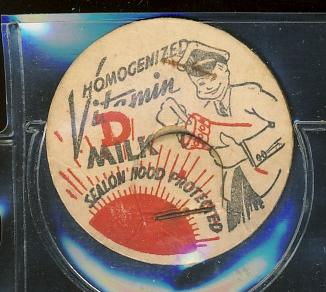 HOMOGENIZED
Vitamin
D
MILK
SEALON HOOD PROTECTED